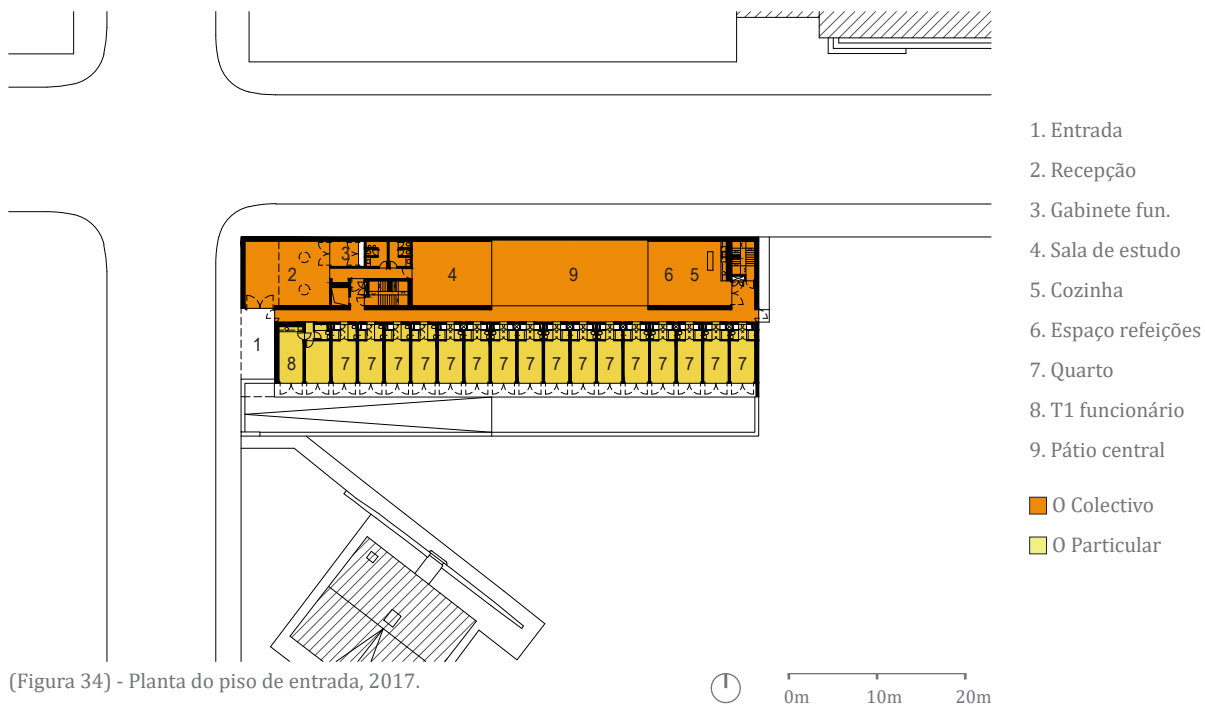 1. Entrada
2. Recepção
3. Gabinete fun.
4. Sala de estudo
5. Cozinha
6. Espaço refeições
7. Quarto
8. T1 funcionário
9. Pátio central
O Colectivo
O Particular
3
2 4 9 6 5
1
8 7 7 7 7 7 7 7 7 7 7 7 7 7 7 7 7
(Figura 34) - Planta do piso de entrada, 2017.
0m 10m 20m